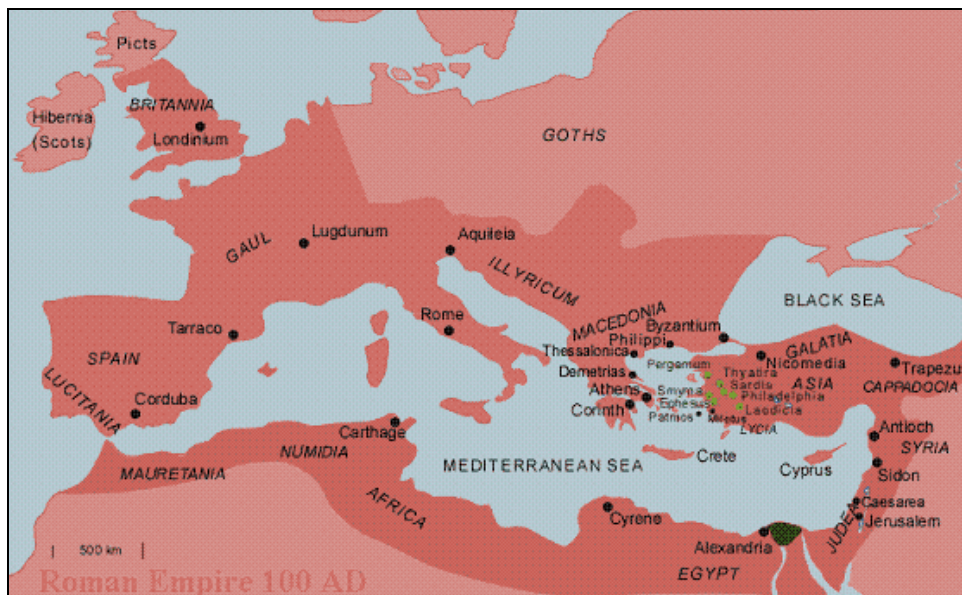 Picts
BRITANNIA
Hibernia
(Scots)
Londinium
GOTHS
GAUL
Lugdunum
Aquileia
ILLYRICUM
BLACK SEA
Rome
Tarraco
SPAIN
LUCITANIA
Corduba
MACEDONIA
Byzantium
Philippi
Thessalonica
Demetrias
Athens
Corinth
GALATIA
Nicomedia
Trapezu
CAPPADOCIA
ASIA
Pergamum
Thyatira
Sardis
Smyrna
Philadelphia
Ephesus
Laodicia
Patmos
Miletus
LYCIA
Carthage
NUMIDIA
MAURETANIA
AFRICA
MEDITERRANEAN SEA
Crete
Cyprus
Antioch
SYRIA
Sidon
Caesarea
JUDEA
Jerusalem
Cyrene
Alexandria
EGYPT
500 km
Roman Empire 100 AD